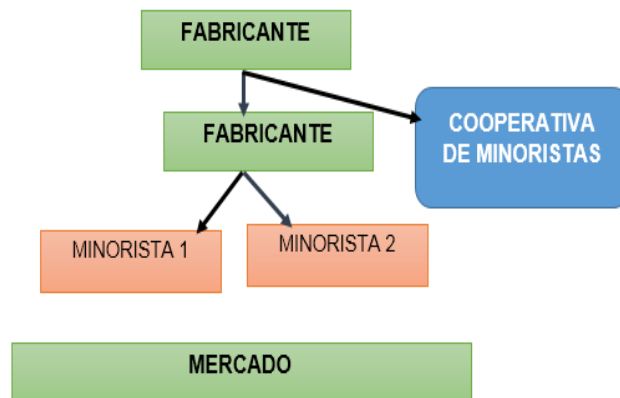 FABRICANTE
FABRICANTE
COOPERATIVA
DE MINORISTAS
MINORISTA 1
MINORISTA 2
MERCADO